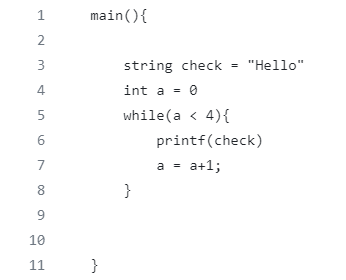 1 main(){
2
3 string check = "Hello"
4 int a = 0
5 while(a < 4){
6 printf(check)
7 a = a+1;
8 }
9
10
11 }